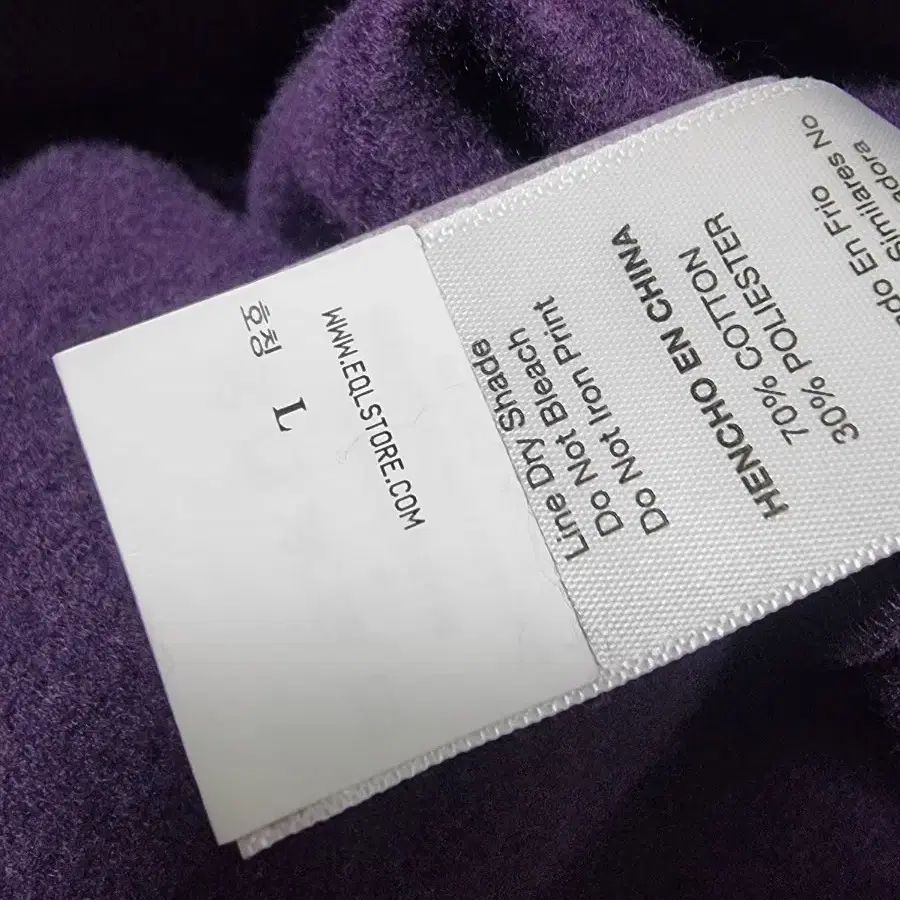 호칭
L
WWW.EQLSTORE.COM
Line Dry Shade
Do Not Bleach
Do Not Iron Print
HENCHO EN CHINA
70% COTTON
30% POLIESTER
En Frio
Similares No